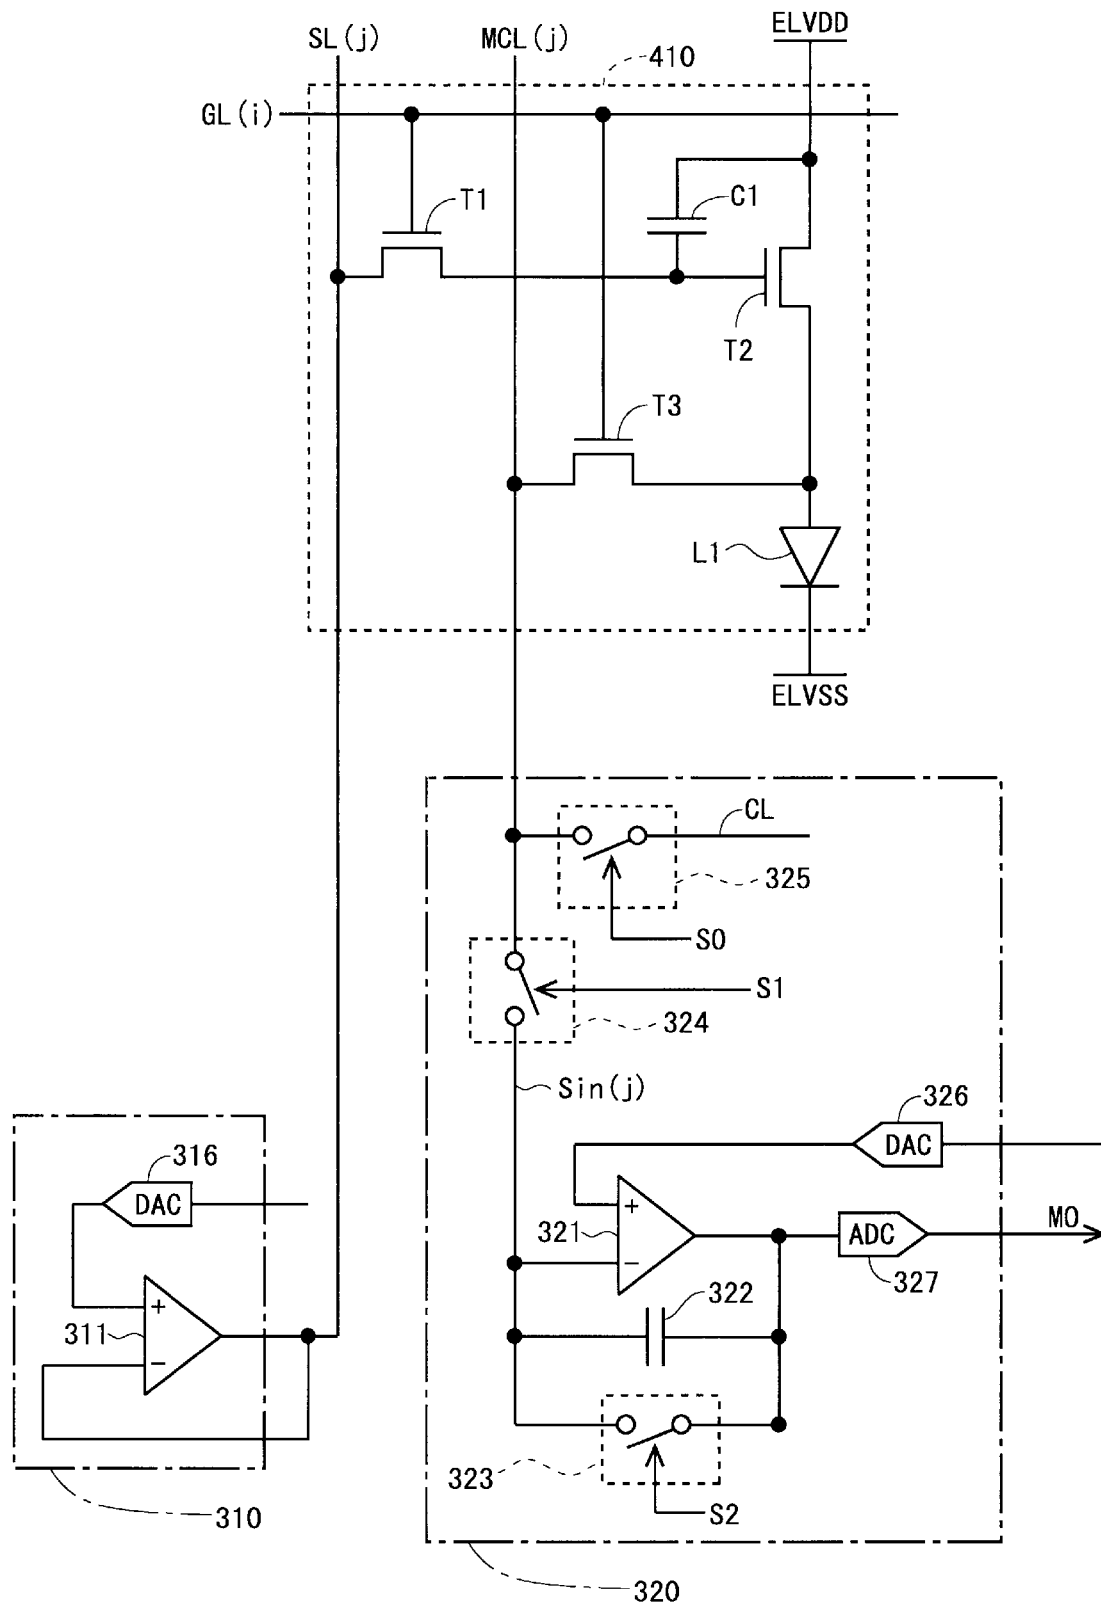 SL(j)
MCL(j)
ELVDD
410
GL(i)
T1
C1
T2
T3
L1
ELVSS
CL
325
S0
S1
324
Sin(j)
326
DAC
316
DAC
+
321
−
ADC
MO
327
322
+
311
−
323
S2
310
320